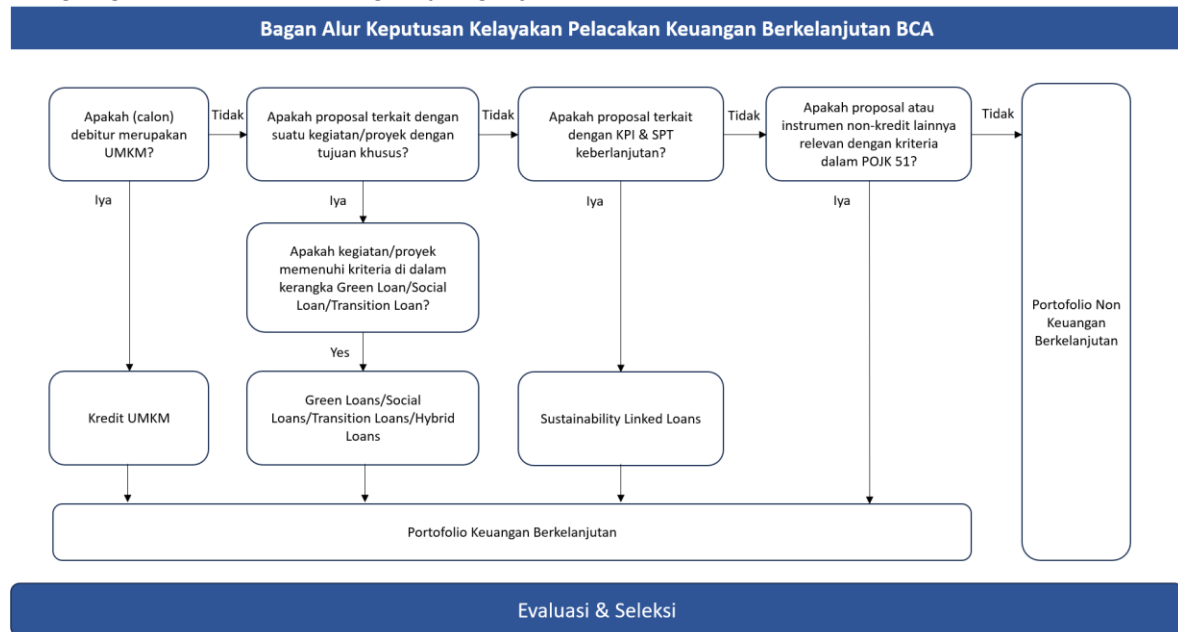 Bagan Alur Keputusan Kelayakan Pelacakan Keuangan Berkelanjutan BCA
Apakah (calon)
debitur merupakan
UMKM?
Tidak
Apakah proposal terkait dengan
suatu kegiatan/proyek dengan
tujuan khusus?
Tidak
Apakah proposal terkait
dengan KPI & SPT
keberlanjutan?
Tidak
Apakah proposal atau
instrumen non-kredit lainnya
relevan dengan kriteria
dalam POJK 51?
Tidak
Iya
Iya
Iya
Iya
Apakah kegiatan/proyek
memenuhi kriteria di dalam
kerangka Green Loan/Social
Loan/Transition Loan?
Portofolio Non
Keuangan
Berkelanjutan
Yes
Kredit UMKM
Green Loans/Social
Loans/Transition Loans/Hybrid
Loans
Sustainability Linked Loans
Portofolio Keuangan Berkelanjutan
Evaluasi & Seleksi